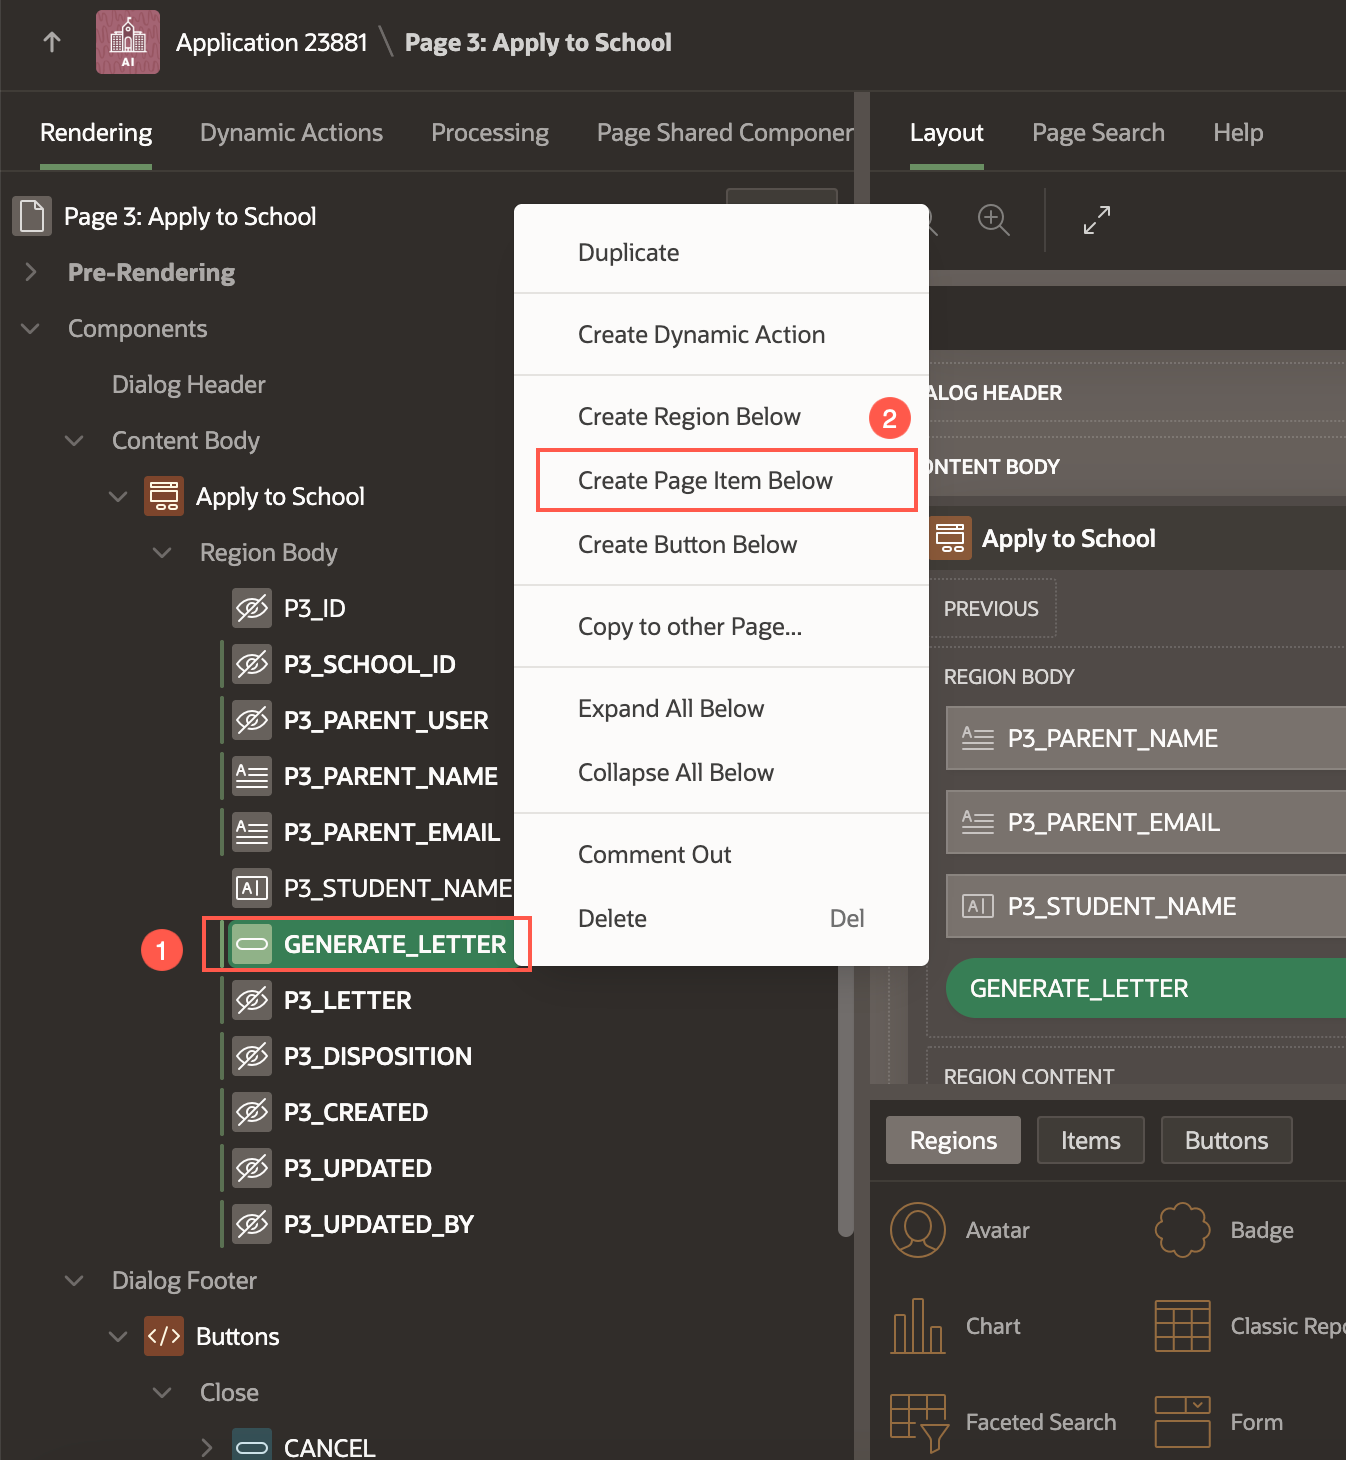 AI
Application 23881 \ Page 3: Apply to School
Rendering
Dynamic Actions
Processing
Page Shared Componen
Layout
Page Search
Help
Page 3: Apply to School
Pre-Rendering
Components
Dialog Header
Content Body
Apply to School
Region Body
P3_ID
P3_SCHOOL_ID
P3_PARENT_USER
P3_PARENT_NAME
P3_PARENT_EMAIL
P3_STUDENT_NAME
1
GENERATE_LETTER
P3_LETTER
P3_DISPOSITION
P3_CREATED
P3_UPDATED
P3_UPDATED_BY
Dialog Footer
Buttons
Close
CANCEL
Duplicate
Create Dynamic Action
Create Region Below
2
Create Page Item Below
Create Button Below
Copy to other Page...
Expand All Below
Collapse All Below
Comment Out
Delete Del
ALOG HEADER
ONTENT BODY
Apply to School
PREVIOUS
REGION BODY
P3_PARENT_NAME
P3_PARENT_EMAIL
P3_STUDENT_NAME
GENERATE_LETTER
REGION CONTENT
Regions
Items
Buttons
Avatar
Badge
Chart
Classic Repo
Faceted Search
Form